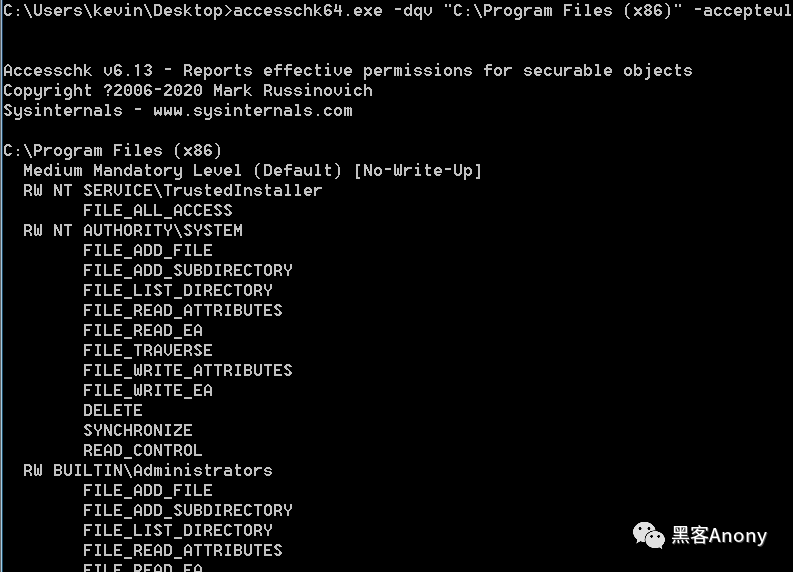 C:\Users\kevin\Desktop>accesschk64.exe -dqv "C:\Program Files (x86)" -accepteul
Accesschk v6.13 - Reports effective permissions for securable objects
Copyright ?2006-2020 Mark Russinovich
Sysinternals - www.sysinternals.com
C:\Program Files (x86)
Medium Mandatory Level (Default) [No-Write-Up]
RW NT SERVICE\TrustedInstaller
FILE_ALL_ACCESS
RW NT AUTHORITY\SYSTEM
FILE_ADD_FILE
FILE_ADD_SUBDIRECTORY
FILE_LIST_DIRECTORY
FILE_READ_ATTRIBUTES
FILE_READ_EA
FILE_TRAVERSE
FILE_WRITE_ATTRIBUTES
FILE_WRITE_EA
DELETE
SYNCHRONIZE
READ_CONTROL
RW BUILTIN\Administrators
FILE_ADD_FILE
FILE_ADD_SUBDIRECTORY
FILE_LIST_DIRECTORY
FILE_READ_ATTRIBUTES
FILE_READ_EA
黑客Anony